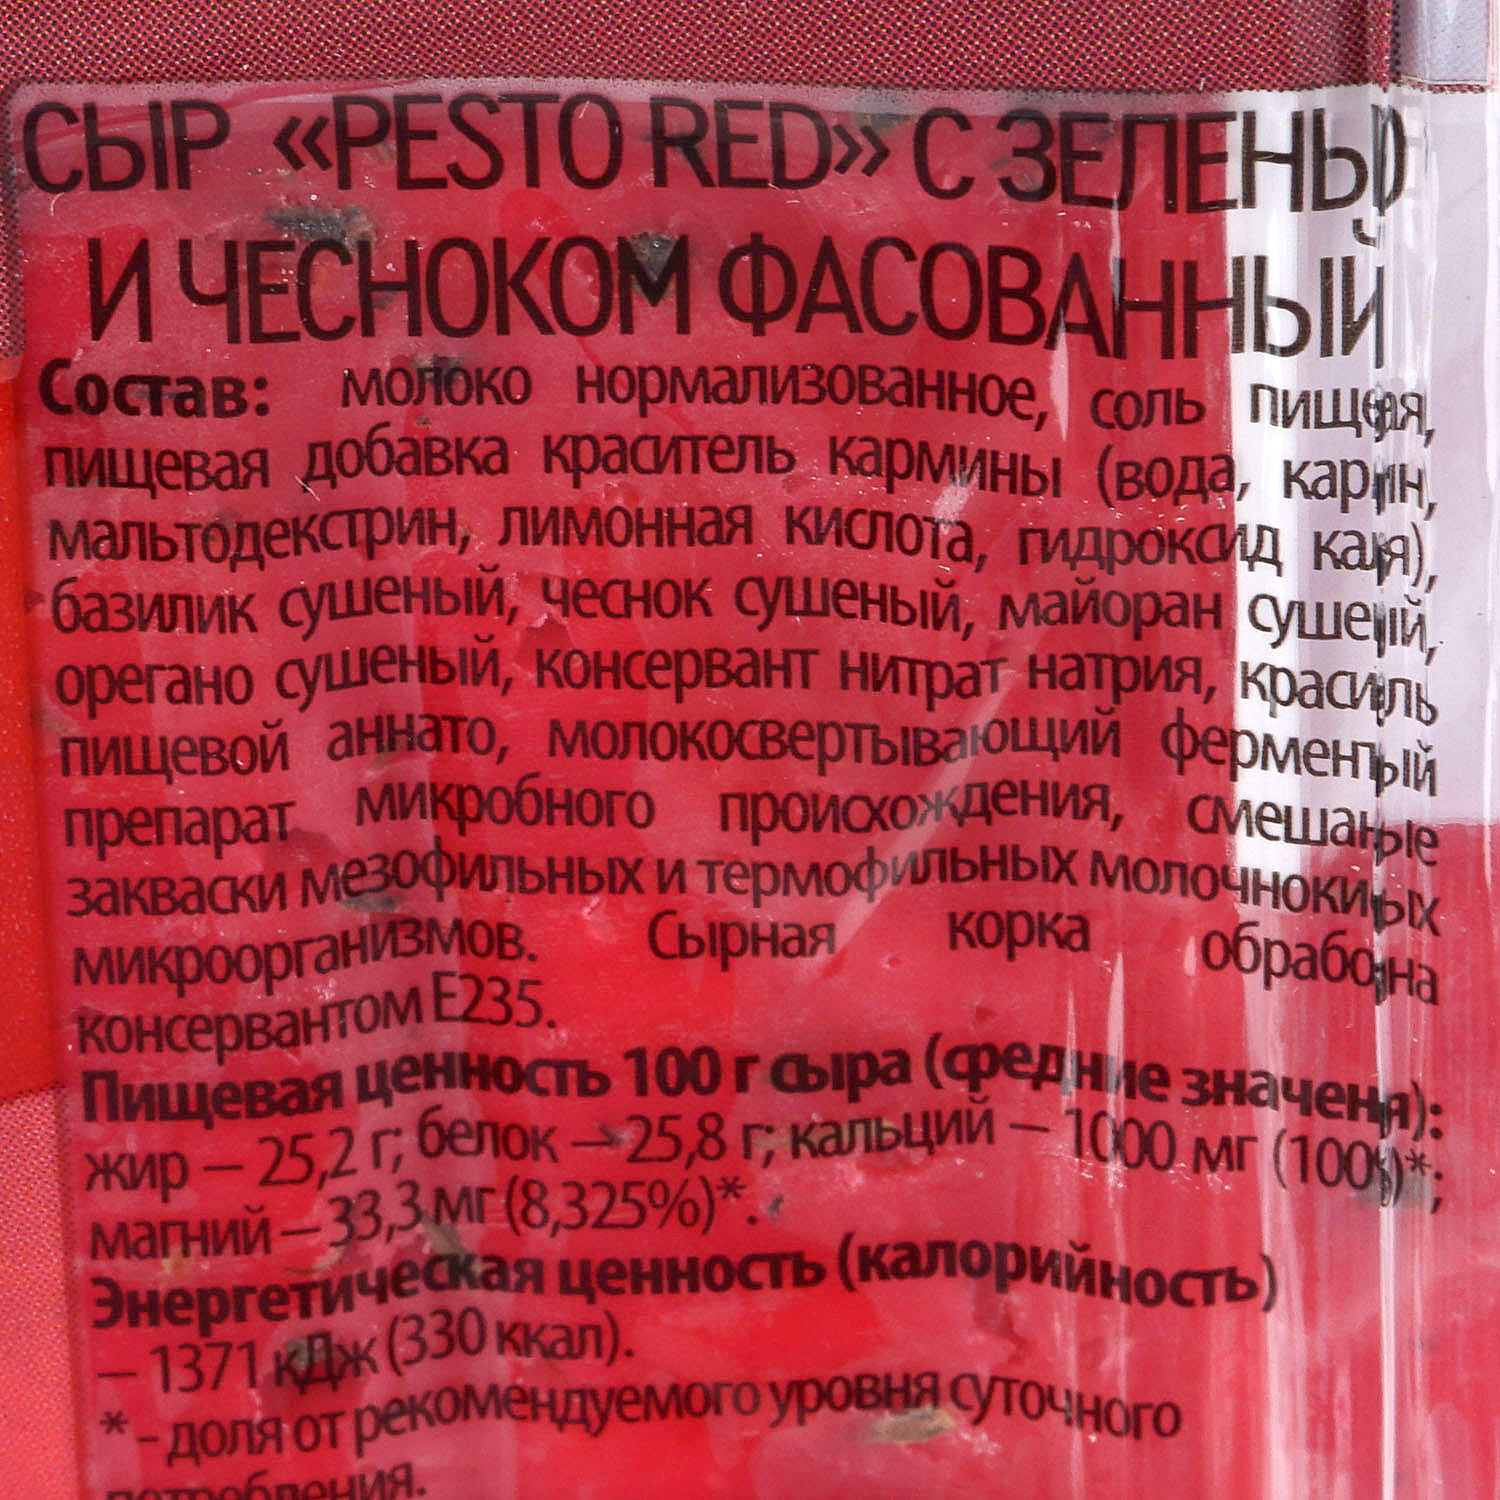 СЫР «PESTO RED» С ЗЕЛЕНЬЮ
И ЧЕСНОКОМ ФАСОВАННЫЙ
Состав: молоко нормализованное, соль пищевая,
пищевая добавка краситель кармины (вода, кармин,
мальтодекстрин, лимонная кислота, гидроксид калия),
базилик сушеный, чеснок сушеный, майоран сушеный,
орегано сушеный, консервант нитрат натрия, краситель
пищевой аннато, молокосвертывающий ферментный
препарат микробного происхождения, смешаные
закваски мезофильных и термофильных молочнокислых
микроорганизмов. Сырная корка обработана
консервантом Е235.
Пищевая ценность 100 г сыра (средние значения):
жир – 25,2 г; белок – 25,8 г; кальций – 1000 мг (100%)*;
магний – 33,3 мг (8,325%)*.
Энергетическая ценность (калорийность)
– 1371 кДж (330 ккал).
* - доля от рекомендуемого уровня суточного
потребления.